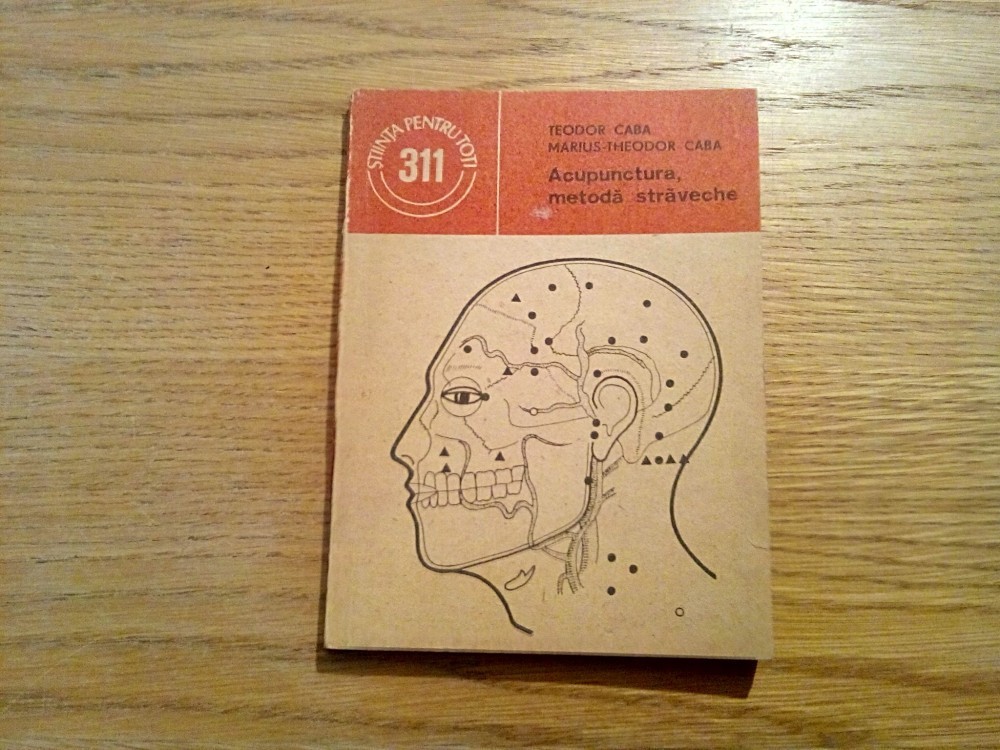 ȘTIINȚA PENTRU TOȚI
311
TEODOR CABA
MARIUS-THEODOR CABA
Acupunctura,
metodă străveche